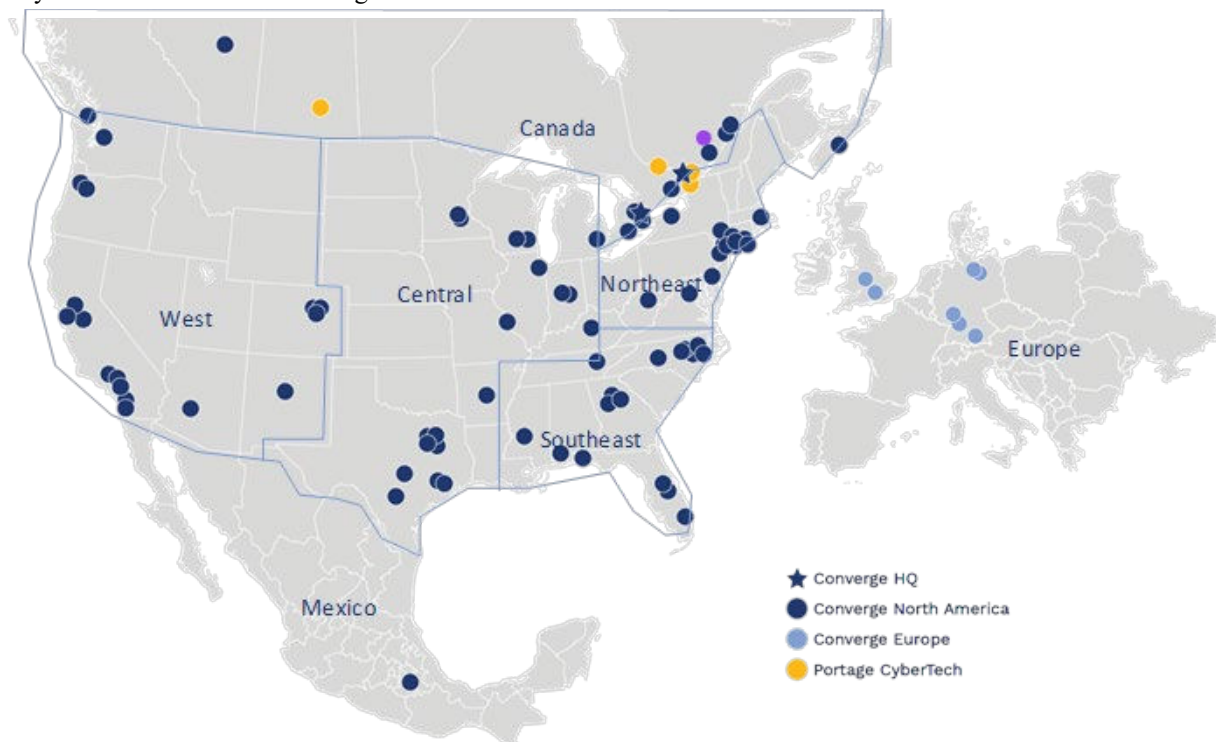 Canada
Northeast
Central
West
Europe
Southeast
Mexico
Converge HQ
Converge North America
Converge Europe
Portage CyberTech